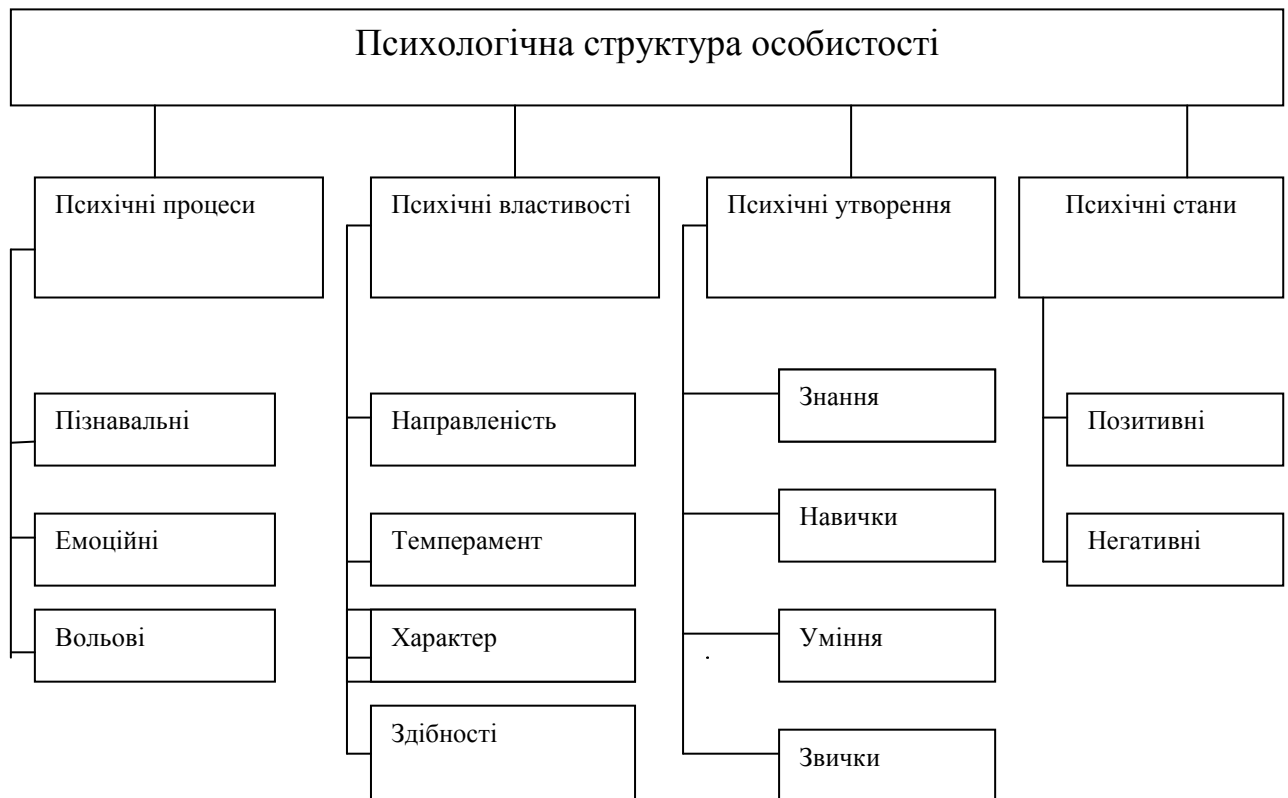 Психологічна структура особистості
Психічні процеси
Психічні властивості
Психічні утворення
Психічні стани
Пізнавальні
Емоційні
Вольові
Направленість
Темперамент
Характер
Здібності
Знання
Навички
Уміння
.
Звички
Позитивні
Негативні